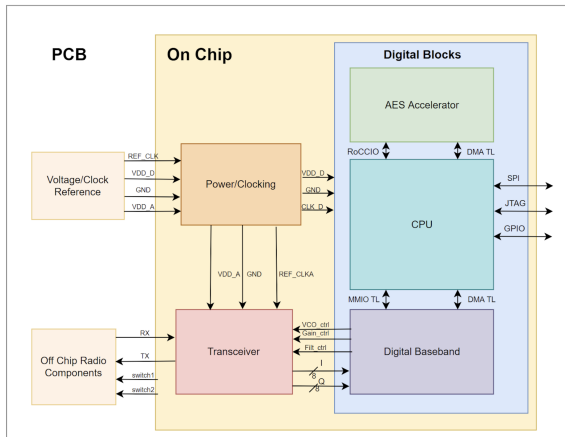 PCB
On Chip
Digital Blocks
AES Accelerator
RoCCIO
DMA TL
REF_CLK
VDD_D
GND
VDD_A
Voltage/Clock
Reference
Power/Clocking
VDD_D
GND
CLK_D
CPU
SPI
JTAG
GPIO
VDD_A
GND
REF_CLKA
MMIO TL
DMA TL
RX
TX
switch1
switch2
Off Chip Radio
Components
Transceiver
VCO_ctrl
Gain_ctrl
Filt_ctrl
I
8
Q
8
Digital Baseband